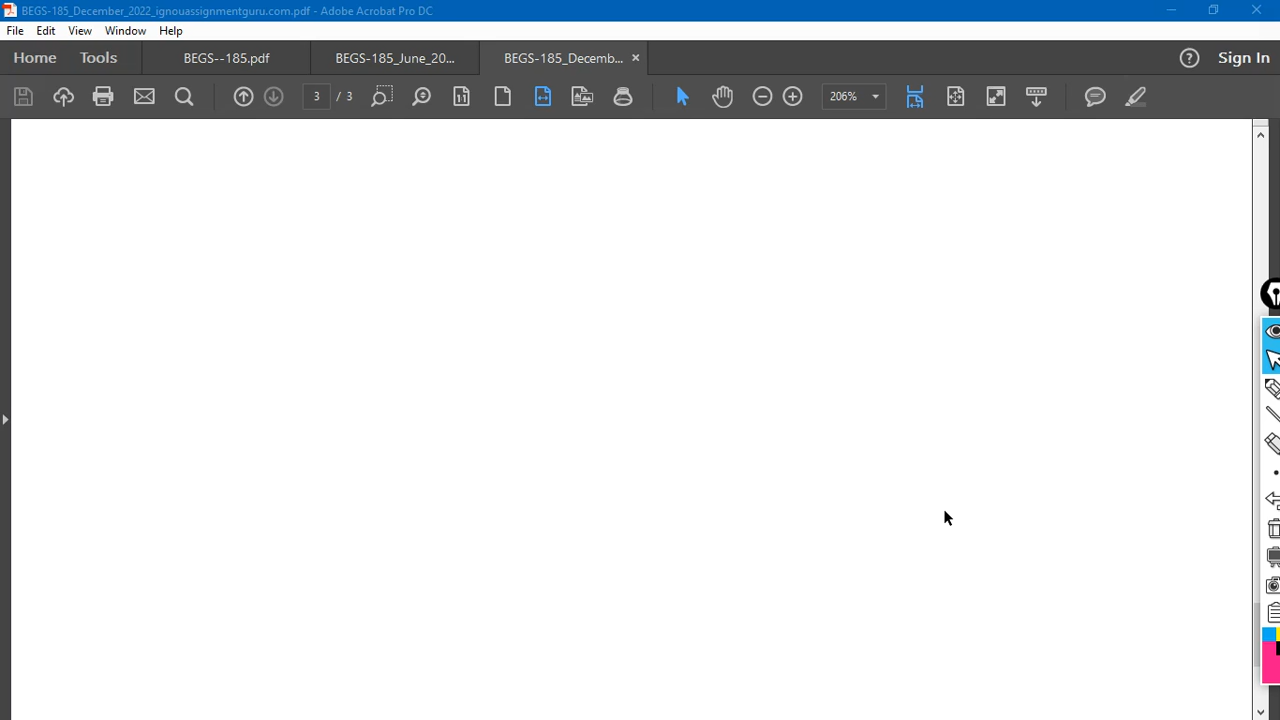 BEGS-185_December_2022_ignouassignmentguru.com.pdf - Adobe Acrobat Pro DC
File Edit View Window Help
Home Tools BEGS--185.pdf BEGS-185_June_20... BEGS-185_Decemb... × Sign In
3 / 3 206%